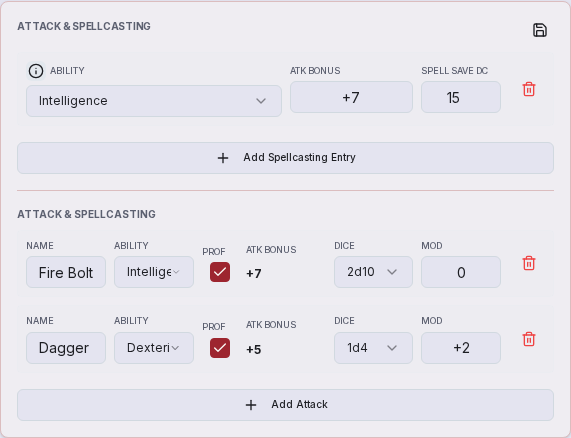 ATTACK & SPELLCASTING
ABILITY ATK BONUS SPELL SAVE DC
Intelligence +7 15
Add Spellcasting Entry
ATTACK & SPELLCASTING
NAME ABILITY PROF ATK BONUS DICE MOD
Fire Bolt Intellige +7 2d10 0
NAME ABILITY PROF ATK BONUS DICE MOD
Dagger Dexteri +5 1d4 +2
Add Attack